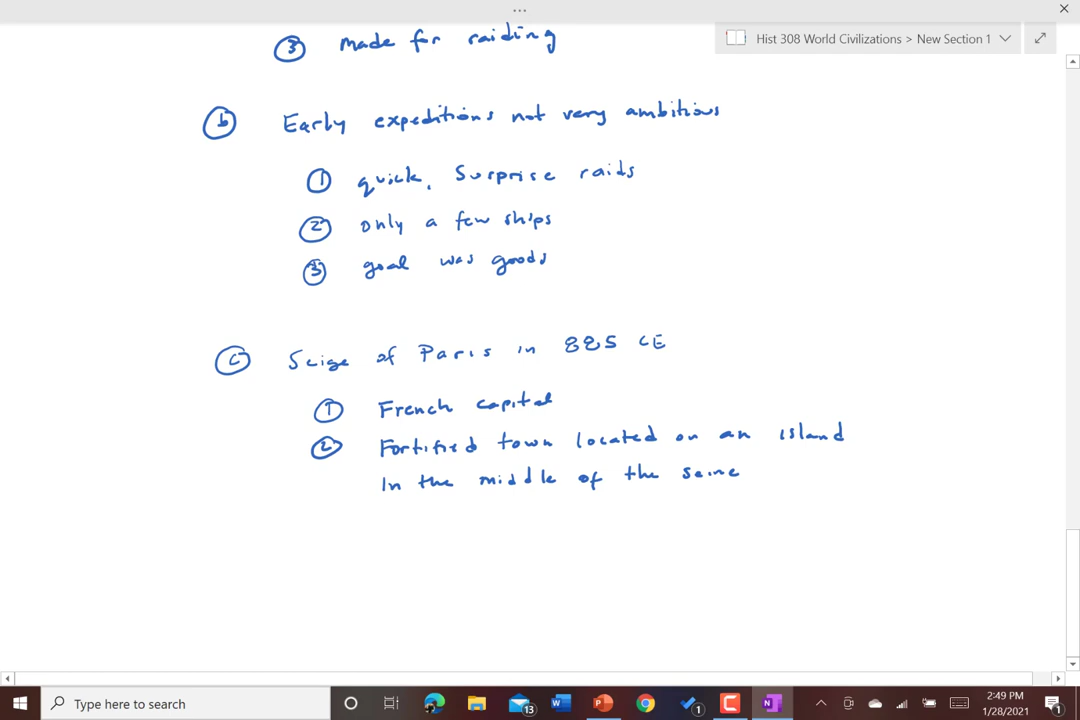 ...
③ made for raiding
Hist 308 World Civilizations > New Section 1
ⓑ Early expeditions not very ambitious
① quick, Surprise raids
② only a few ships
③ goal was goods
ⓒ Seige of Paris in 885 CE
① French capital
② Fortified town located on an island
In the middle of the seine
Type here to search
13
1
2:49 PM
1/28/2021
1